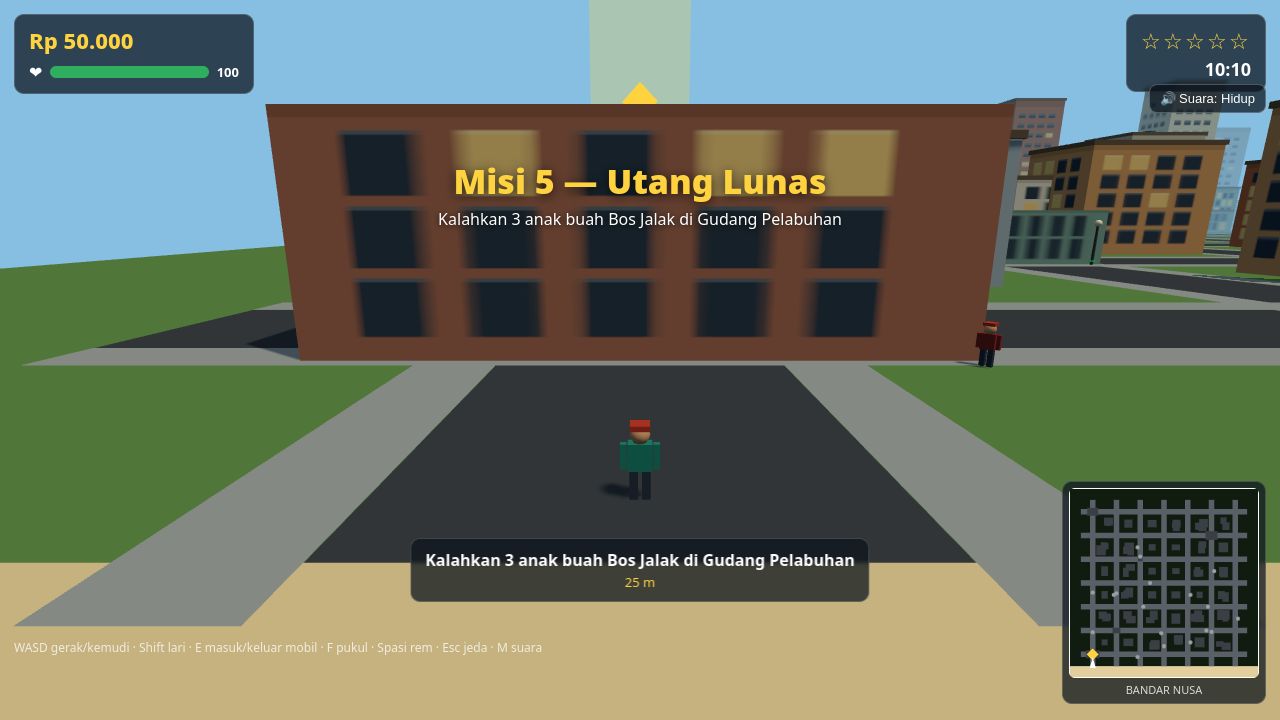 Rp 50.000
❤ 100
☆☆☆☆☆
10:10
🔊 Suara: Hidup
Misi 5 — Utang Lunas
Kalahkan 3 anak buah Bos Jalak di Gudang Pelabuhan
Kalahkan 3 anak buah Bos Jalak di Gudang Pelabuhan
25 m
WASD gerak/kemudi · Shift lari · E masuk/keluar mobil · F pukul · Spasi rem · Esc jeda · M suara
BANDAR NUSA